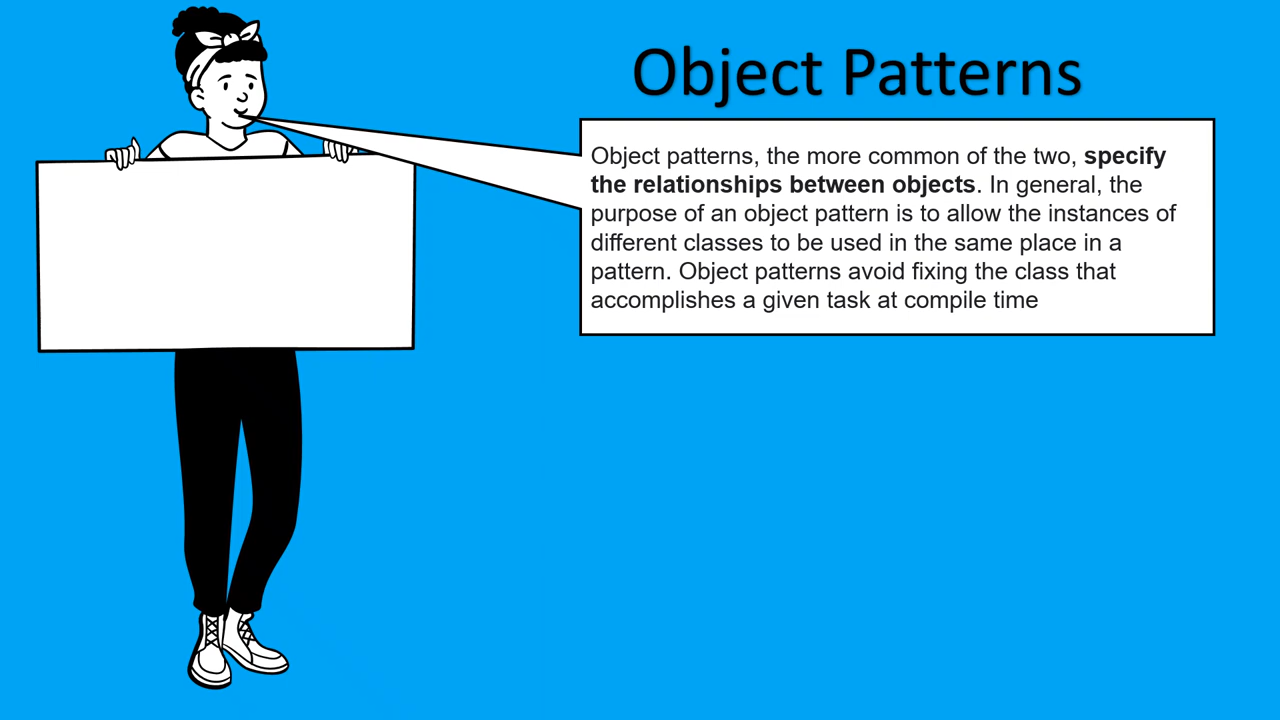 Object Patterns
Object patterns, the more common of the two, specify
the relationships between objects. In general, the
purpose of an object pattern is to allow the instances of
different classes to be used in the same place in a
pattern. Object patterns avoid fixing the class that
accomplishes a given task at compile time